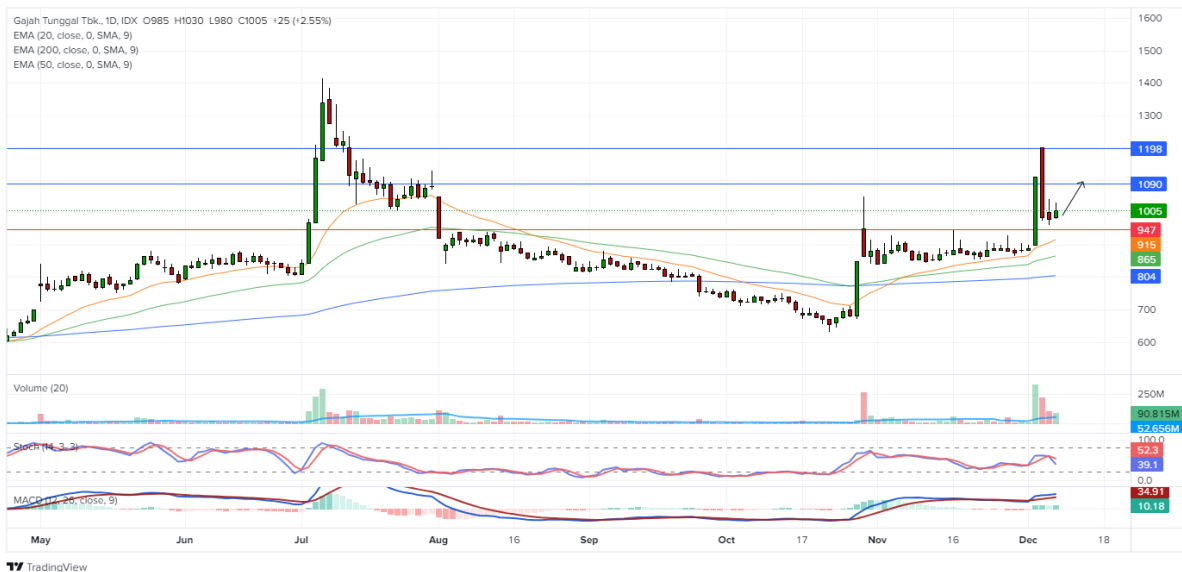 Gajah Tunggal Tbk., 1D, IDX O985 H1030 L980 C1005 +25 (+2.55%)
EMA (20, close, 0, SMA, 9)
EMA (200, close, 0, SMA, 9)
EMA (50, close, 0, SMA, 9)
1600
1500
1400
1300
1198
1090
1005
947
915
865
804
700
600
Volume (20)
250M
90.815M
52.656M
Stoch (14, 3, 3)
100.0
52.3
39.1
0.0
MACD (12, 26, close, 9)
34.91
10.18
May Jun Jul Aug 16 Sep Oct 17 Nov 16 Dec 18
TradingView